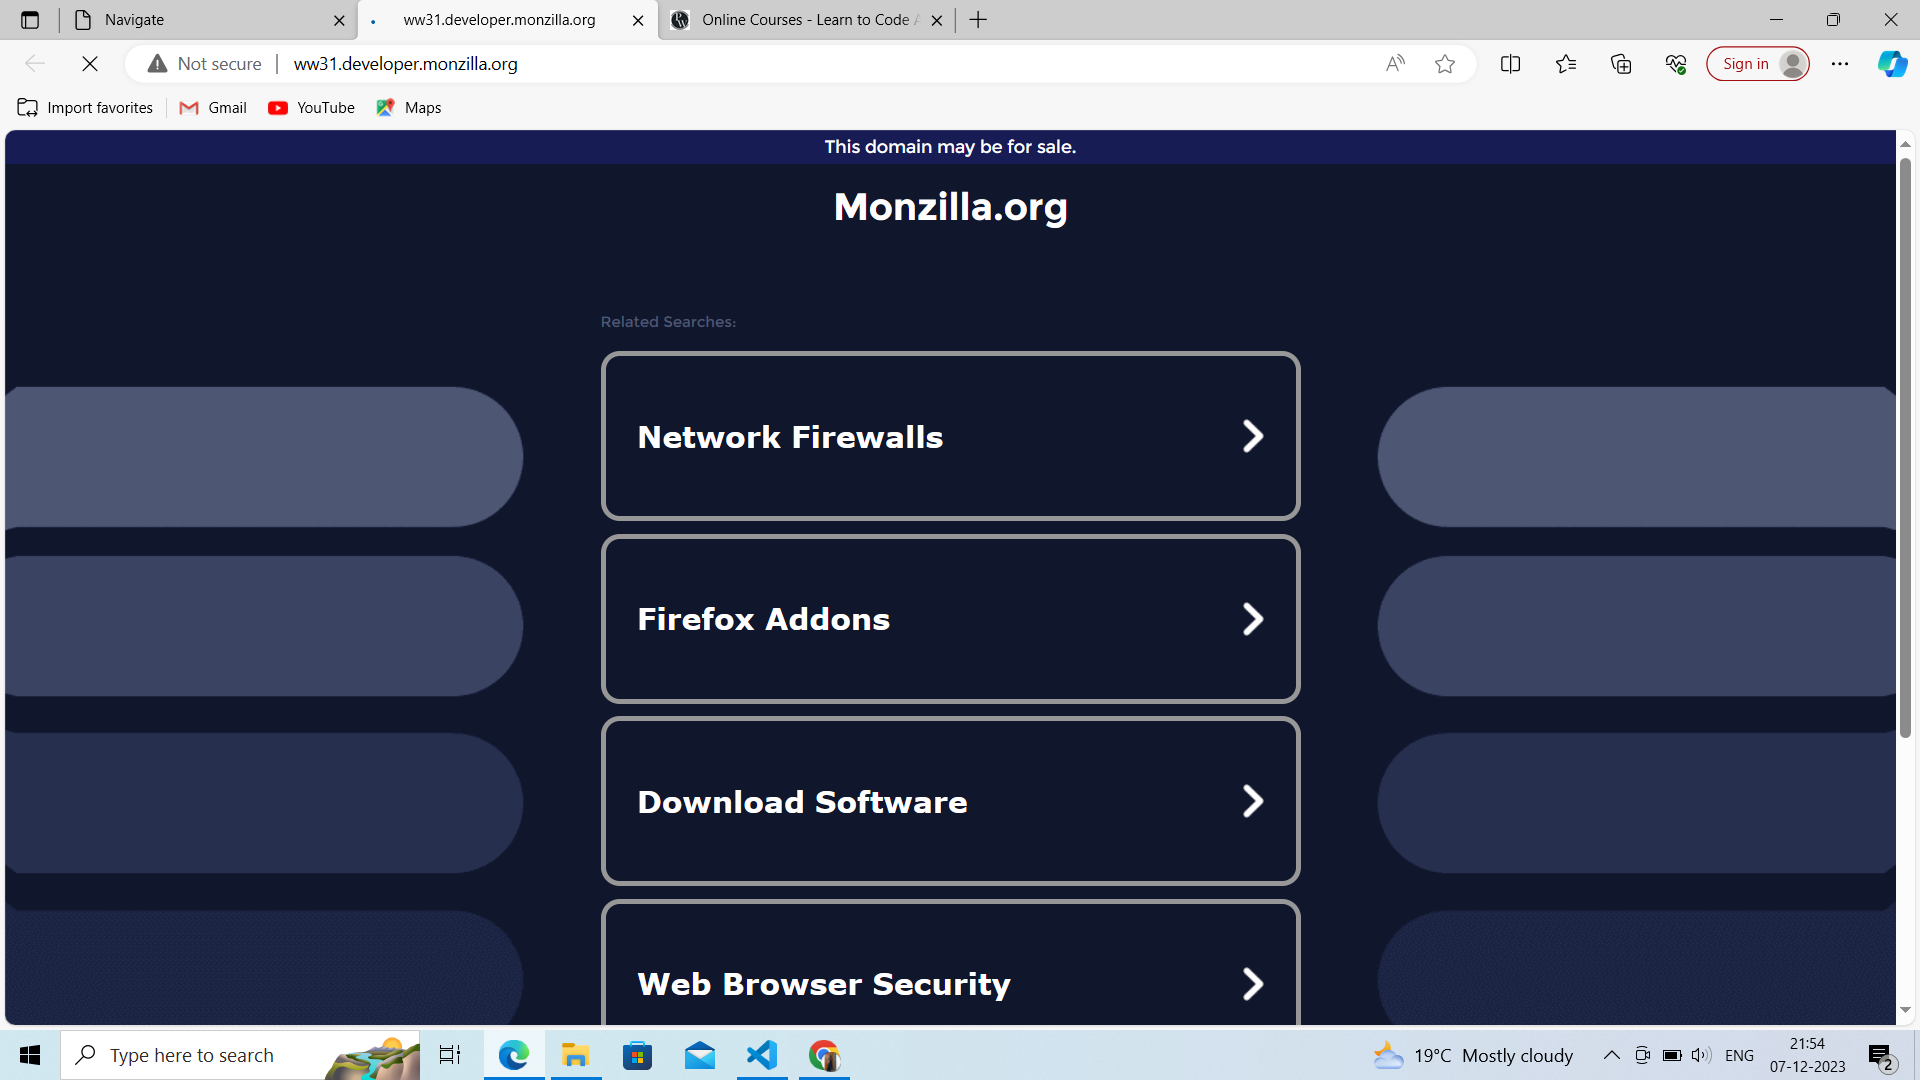 Navigate
ww31.developer.monzilla.org
Online Courses - Learn to Code
Not secure
ww31.developer.monzilla.org
Sign in
Import favorites
Gmail
YouTube
Maps
This domain may be for sale.
Monzilla.org
Related Searches:
Network Firewalls
Firefox Addons
Download Software
Web Browser Security
Type here to search
19°C Mostly cloudy
ENG
21:54
07-12-2023
2